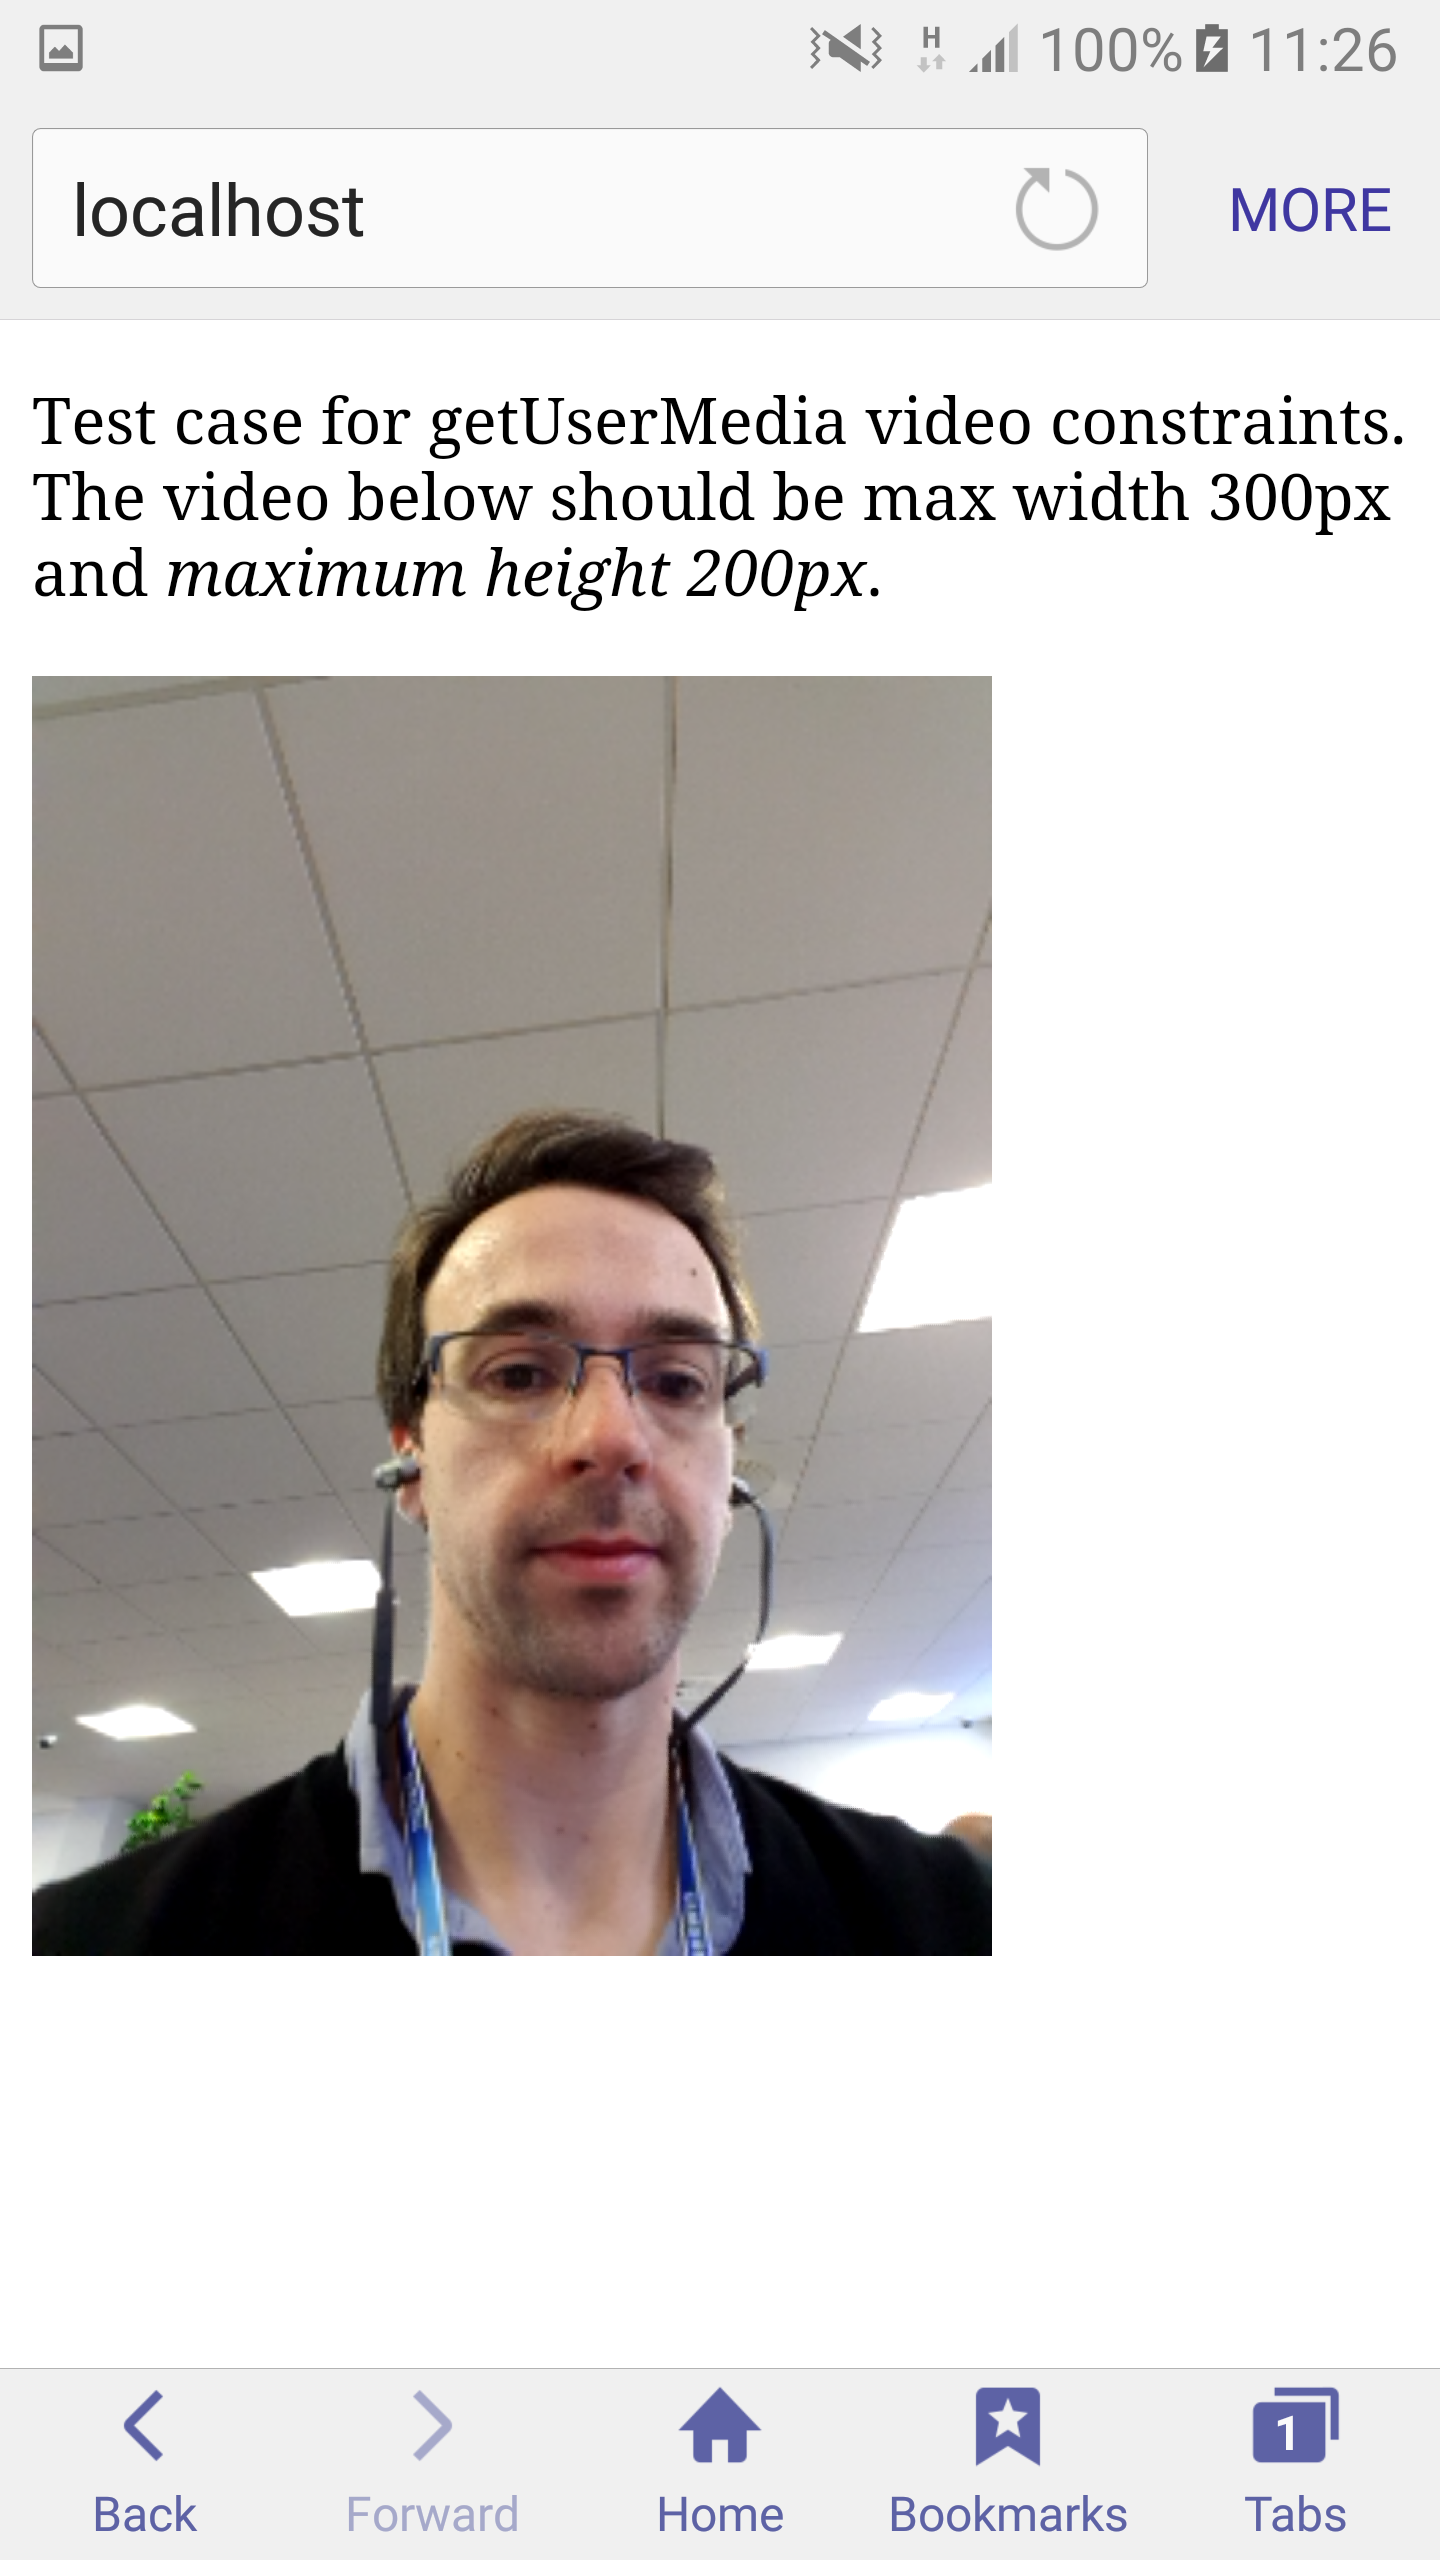 H 100% 11:26
localhost MORE
Test case for getUserMedia video constraints.
The video below should be max width 300px
and maximum height 200px.
Back Forward Home Bookmarks 1 Tabs